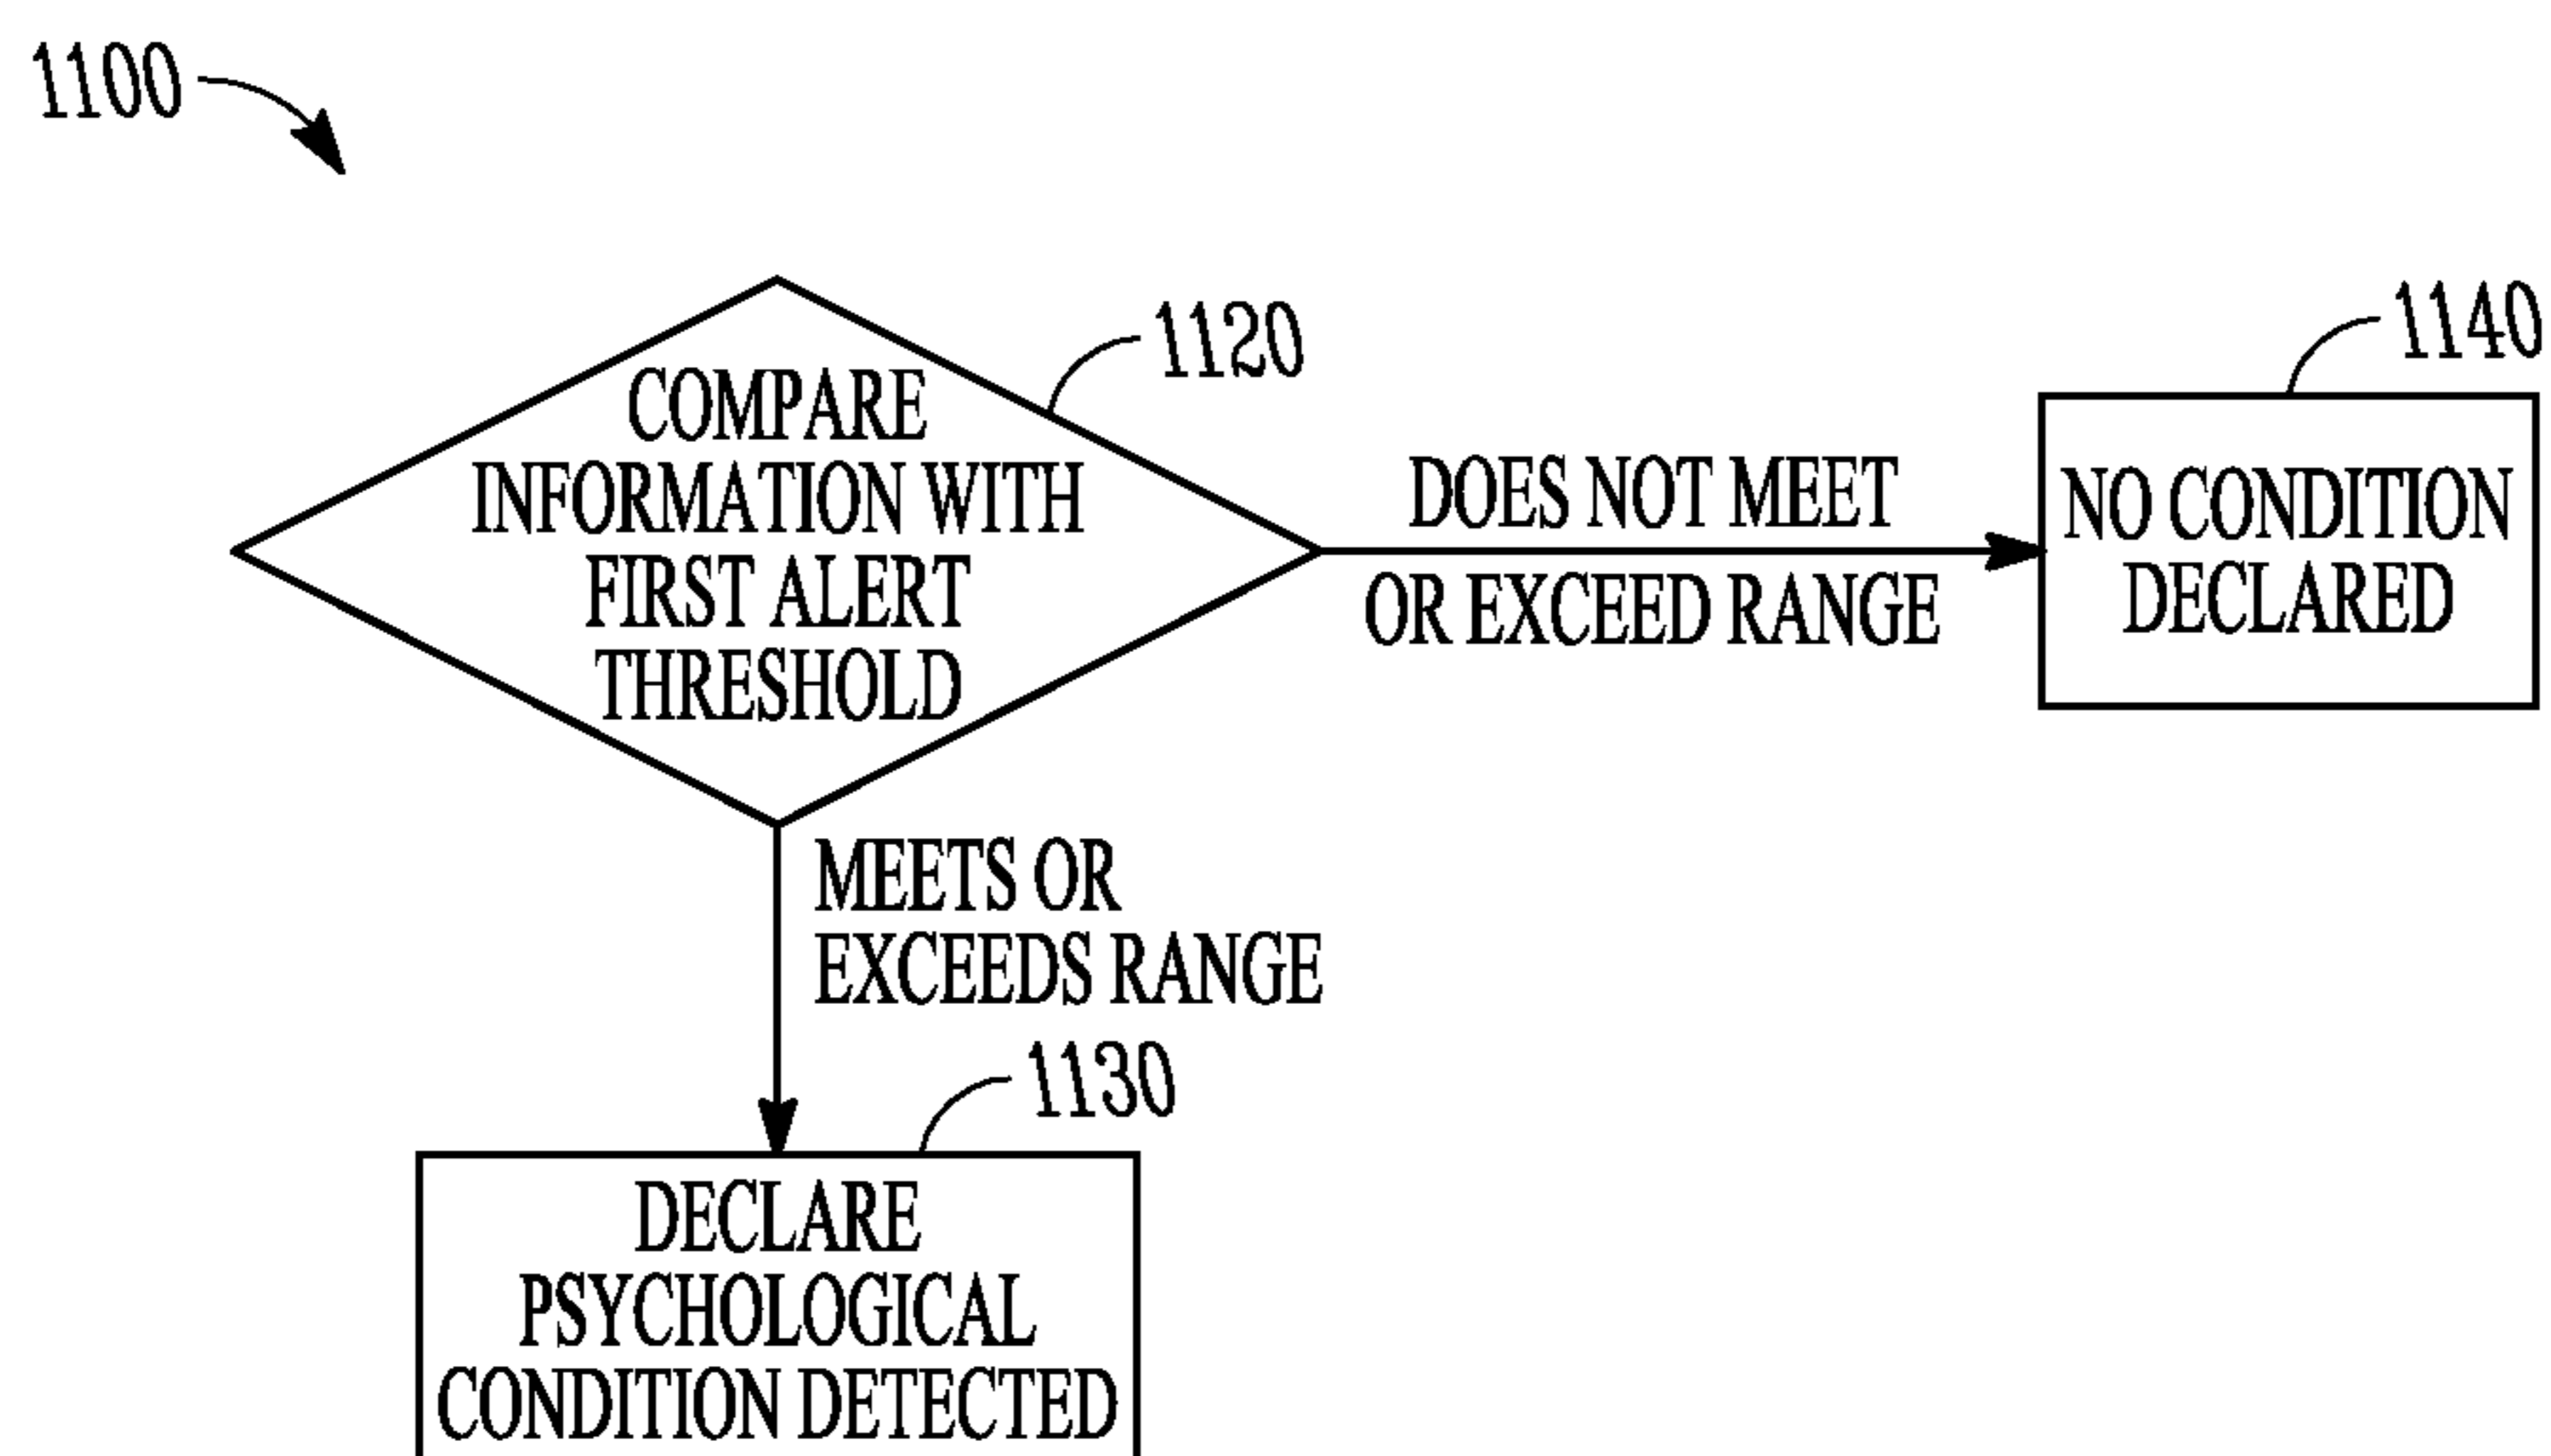 1100
1120
COMPARE
INFORMATION WITH
FIRST ALERT
THRESHOLD
DOES NOT MEET
OR EXCEED RANGE
1140
NO CONDITION
DECLARED
MEETS OR
EXCEEDS RANGE
1130
DECLARE
PSYCHOLOGICAL
CONDITION DETECTED